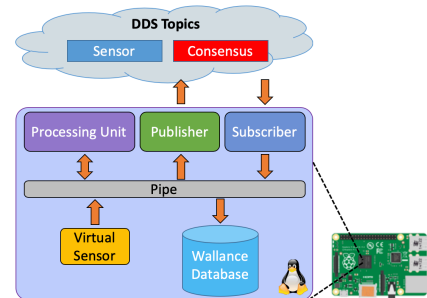 DDS Topics
Sensor
Consensus
Processing Unit
Publisher
Subscriber
Pipe
Virtual
Sensor
Wallance
Database